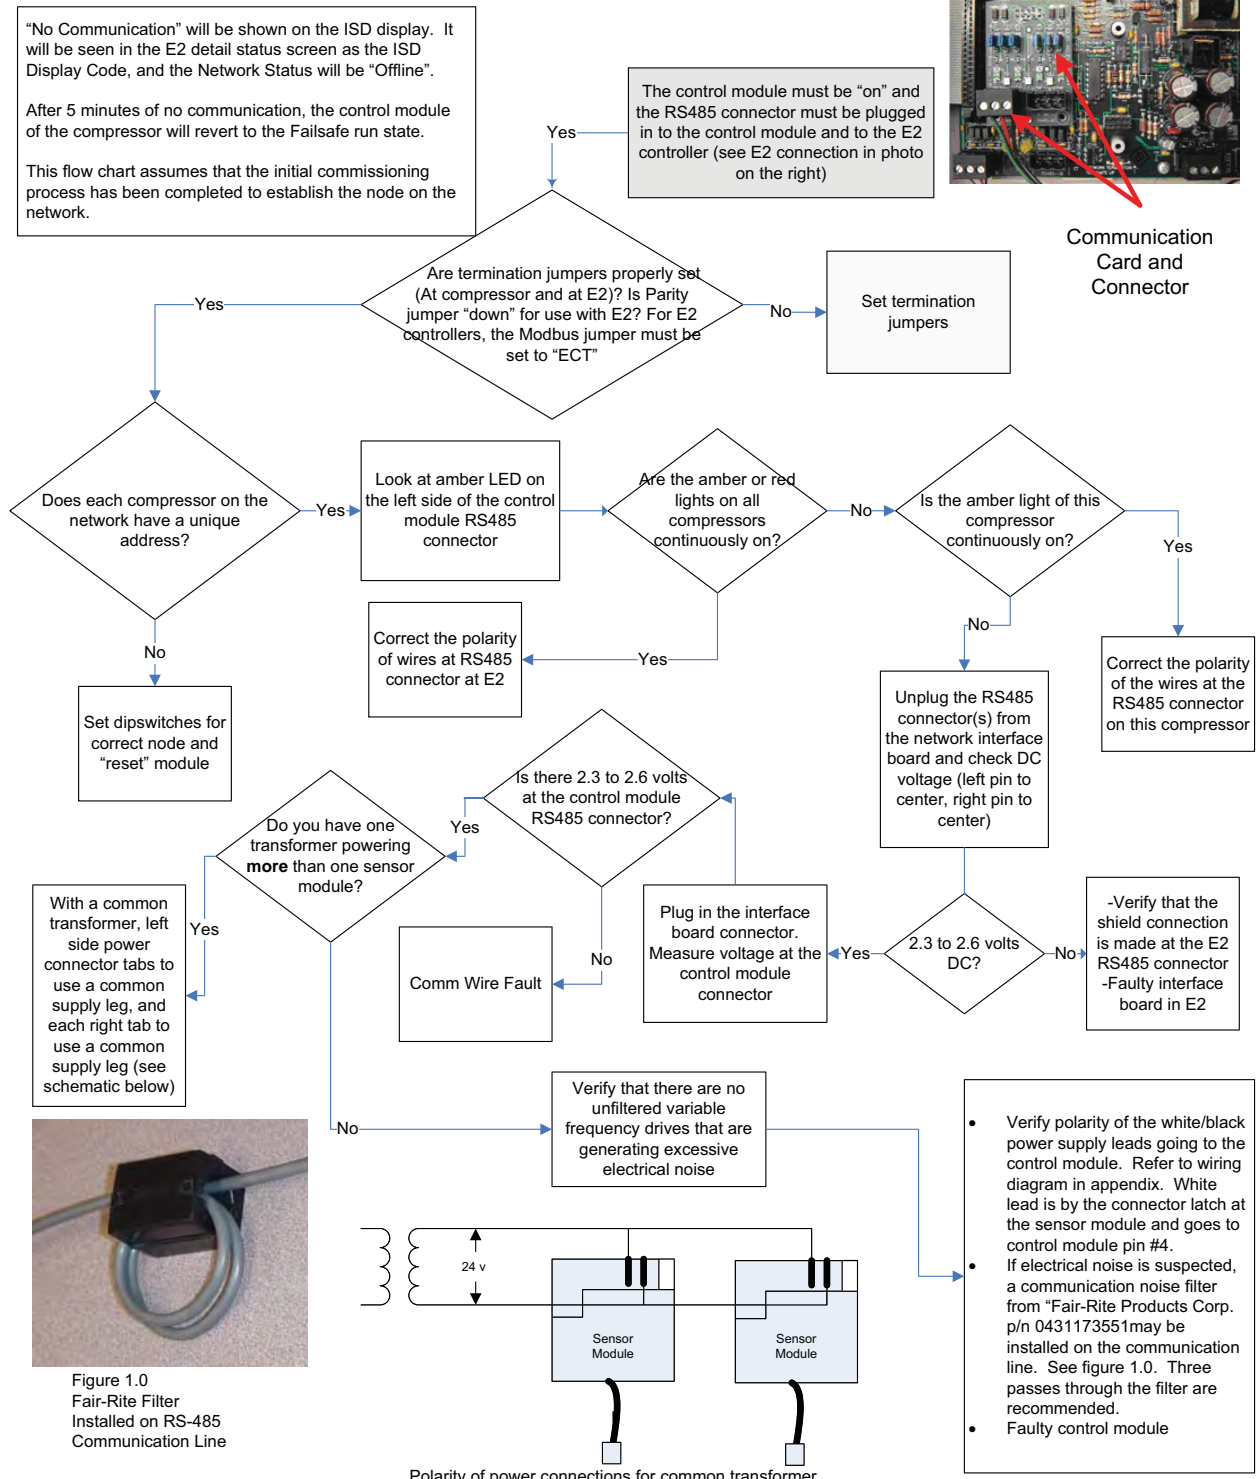 “No Communication” will be shown on the ISD display.  It
will be seen in the E2 detail status screen as the ISD
Display Code, and the Network Status will be “Offline”.
After 5 minutes of no communication, the control module
of the compressor will revert to the Failsafe run state.
This flow chart assumes that the initial commissioning
process has been completed to establish the node on the
network.
The control module must be “on” and
the RS485 connector must be plugged
in to the control module and to the E2
controller (see E2 connection in photo
on the right)
Communication
Card and
Connector
Yes
Are termination jumpers properly set
(At compressor and at E2)? Is Parity
jumper “down” for use with E2? For E2
controllers, the Modbus jumper must be
set to “ECT”
No
Set termination
jumpers
Yes
Does each compressor on the
network have a unique
address?
Yes
Look at amber LED on
the left side of the control
module RS485
connector
Are the amber or red
lights on all
compressors
continuously on?
No
Is the amber light of this
compressor
continuously on?
Yes
Correct the polarity
of the wires at the
RS485 connector
on this compressor
No
Set dipswitches for
correct node and
“reset” module
Yes
Correct the polarity
of wires at RS485
connector at E2
No
Unplug the RS485
connector(s) from
the network interface
board and check DC
voltage (left pin to
center, right pin to
center)
2.3 to 2.6 volts
DC?
No
-Verify that the
shield connection
is made at the E2
RS485 connector
-Faulty interface
board in E2
Yes
Plug in the interface
board connector.
Measure voltage at the
control module
connector
Is there 2.3 to 2.6 volts
at the control module
RS485 connector?
No
Comm Wire Fault
Yes
Do you have one
transformer powering
more than one sensor
module?
Yes
With a common
transformer, left
side power
connector tabs to
use a common
supply leg, and
each right tab to
use a common
supply leg (see
schematic below)
No
Verify that there are no
unfiltered variable
frequency drives that are
generating excessive
electrical noise
• Verify polarity of the white/black
power supply leads going to the
control module.  Refer to wiring
diagram in appendix.  White
lead is by the connector latch at
the sensor module and goes to
control module pin #4.
• If electrical noise is suspected,
a communication noise filter
from “Fair-Rite Products Corp.
p/n 0431173551may be
installed on the communication
line.  See figure 1.0.  Three
passes through the filter are
recommended.
• Faulty control module
Figure 1.0
Fair-Rite Filter
Installed on RS-485
Communication Line
24 v
Sensor
Module
Sensor
Module
Polarity of power connections for common transformer